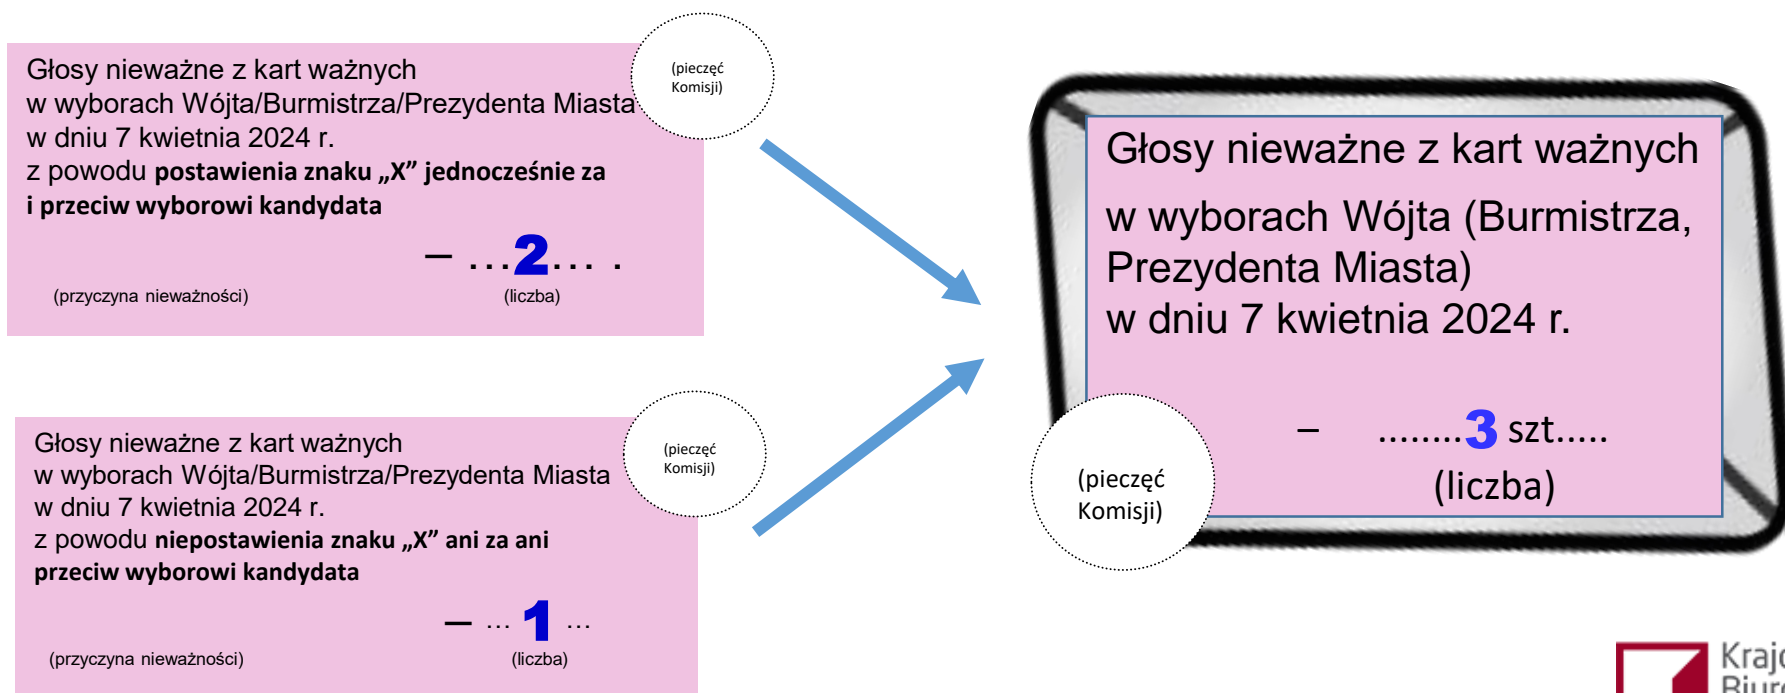 Głosy nieważne z kart ważnych
w wyborach Wójta/Burmistrza/Prezydenta Miasta
w dniu 7 kwietnia 2024 r.
z powodu postawienia znaku „X” jednocześnie za
i przeciw wyborowi kandydata
– ...2... .
(przyczyna nieważności) (liczba)
(pieczęć
Komisji)
Głosy nieważne z kart ważnych
w wyborach Wójta/Burmistrza/Prezydenta Miasta
w dniu 7 kwietnia 2024 r.
z powodu niepostawienia znaku „X” ani za ani
przeciw wyborowi kandydata
– ... 1 ...
(przyczyna nieważności) (liczba)
(pieczęć
Komisji)
Głosy nieważne z kart ważnych
w wyborach Wójta (Burmistrza,
Prezydenta Miasta)
w dniu 7 kwietnia 2024 r.
– ........3 szt.....
(liczba)
(pieczęć
Komisji)